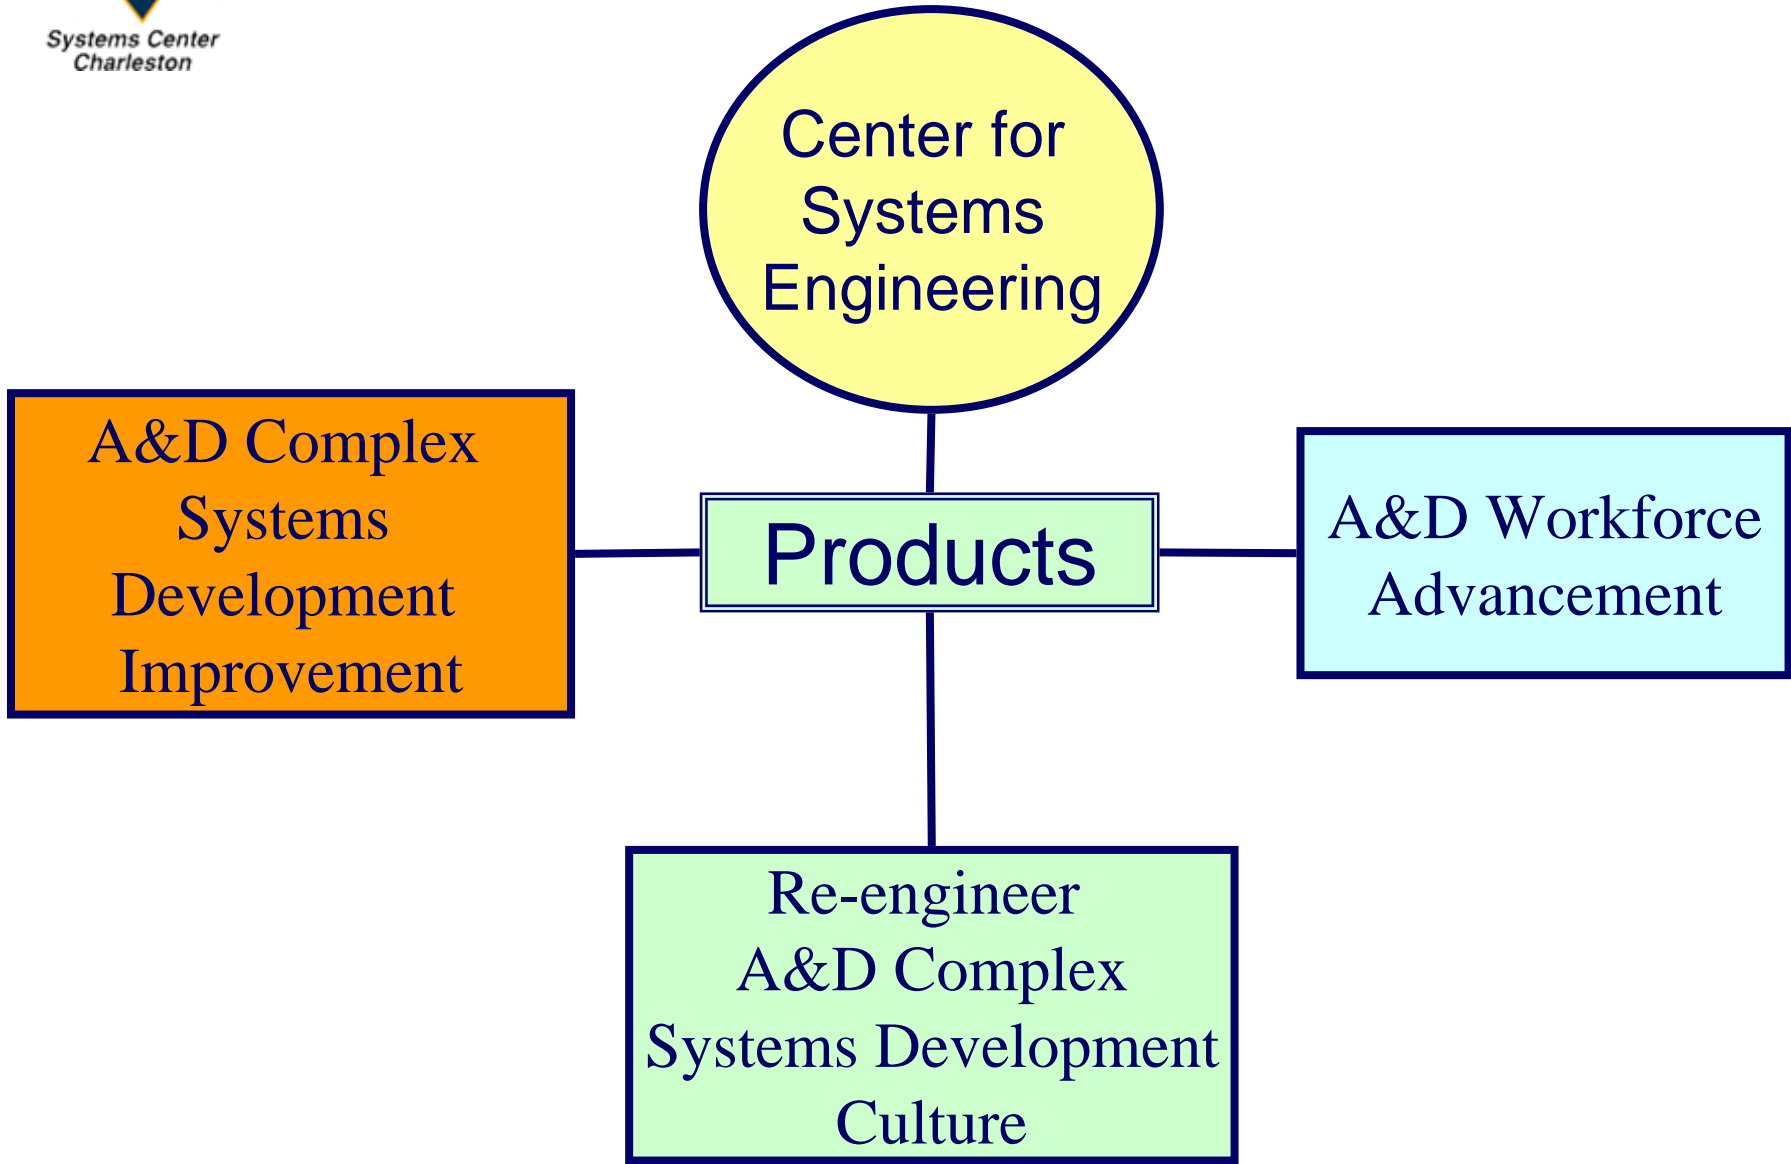 Systems Center
Charleston
Center for
Systems
Engineering
A&D Complex
Systems
Development
Improvement
Products
A&D Workforce
Advancement
Re-engineer
A&D Complex
Systems Development
Culture